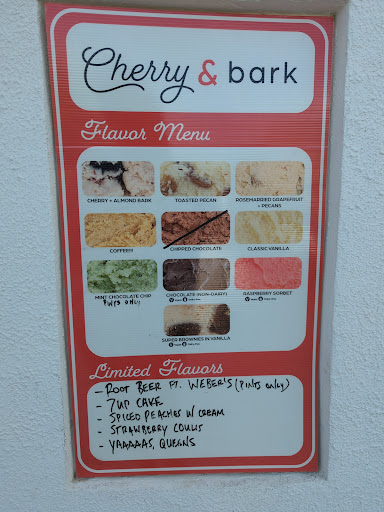 Cherry & bark
Flavor Menu
CHERRY + ALMOND BARK
TOASTED PECAN
ROSEMARRIED GRAPEFRUIT
+ PECANS
COFFEER
CHIPPED CHOCOLATE
CLASSIC VANILLA
MINT CHOCOLATE CHIP
PINTS ONLY
CHOCOLATE (NON-DAIRY)
RASPBERRY SORBET
SUPER BROWNIES IN VANILLA
Limited Flavors
- ROOT BEER FT. WEBER'S (PINTS ONLY)
- 7UP CAKE
- SPICED PEACHES W/ CREAM
- STRAWBERRY COULIS
- YAAAAAS, QUEENS